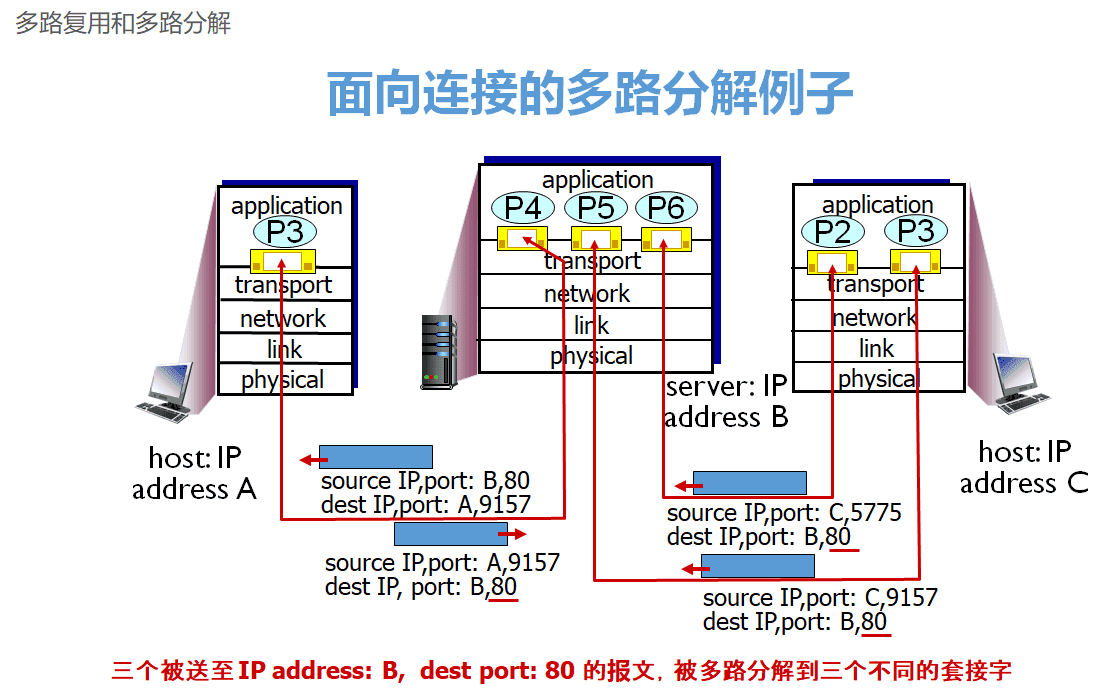 多路复用和多路分解
面向连接的多路分解例子
application
P3
transport
network
link
physical
host: IP
address A
application
P4 P5 P6
transport
network
link
physical
server: IP
address B
application
P2 P3
transport
network
link
physical
host: IP
address C
source IP,port: B,80
dest IP,port: A,9157
source IP,port: A,9157
dest IP, port: B,80
source IP,port: C,5775
dest IP,port: B,80
source IP,port: C,9157
dest IP,port: B,80
三个被送至IP address: B, dest port: 80 的报文, 被多路分解到三个不同的套接字